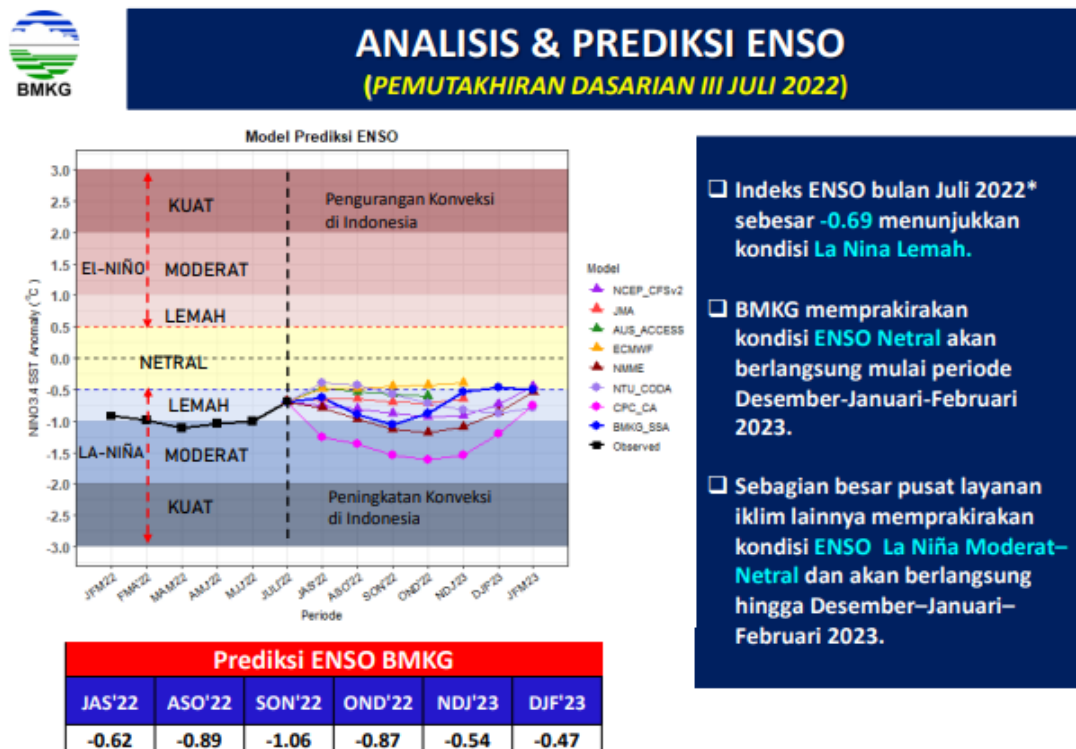 BMKG
ANALISIS & PREDIKSI ENSO
(PEMUTAKHIRAN DASARIAN III JULI 2022)
Model Prediksi ENSO
NINO3.4 SST Anomaly (°C)
3.0
2.5
2.0
1.5
1.0
0.5
0.0
-0.5
-1.0
-1.5
-2.0
-2.5
-3.0
KUAT
Pengurangan Konveksi
di Indonesia
El-NIÑO
MODERAT
LEMAH
NETRAL
LEMAH
LA-NIÑA
MODERAT
KUAT
Peningkatan Konveksi
di Indonesia
JFM'22
FMA'22
MAM'22
AMJ'22
MJJ'22
JULI'22
JAS'22
ASO'22
SON'22
OND'22
NDJ'23
DJF'23
JFM'23
Periode
Model
NCEP_CFSv2
JMA
AUS_ACCESS
ECMWF
NMME
NTU_CODA
CPC_CA
BMKG_SSA
Observed
Indeks ENSO bulan Juli 2022*
sebesar -0.69 menunjukkan
kondisi La Nina Lemah.
BMKG memprakirakan
kondisi ENSO Netral akan
berlangsung mulai periode
Desember-Januari-Februari
2023.
Sebagian besar pusat layanan
iklim lainnya memprakirakan
kondisi ENSO La Niña Moderat–
Netral dan akan berlangsung
hingga Desember–Januari–
Februari 2023.
Prediksi ENSO BMKG
JAS'22 ASO'22 SON'22 OND'22 NDJ'23 DJF'23
-0.62 -0.89 -1.06 -0.87 -0.54 -0.47